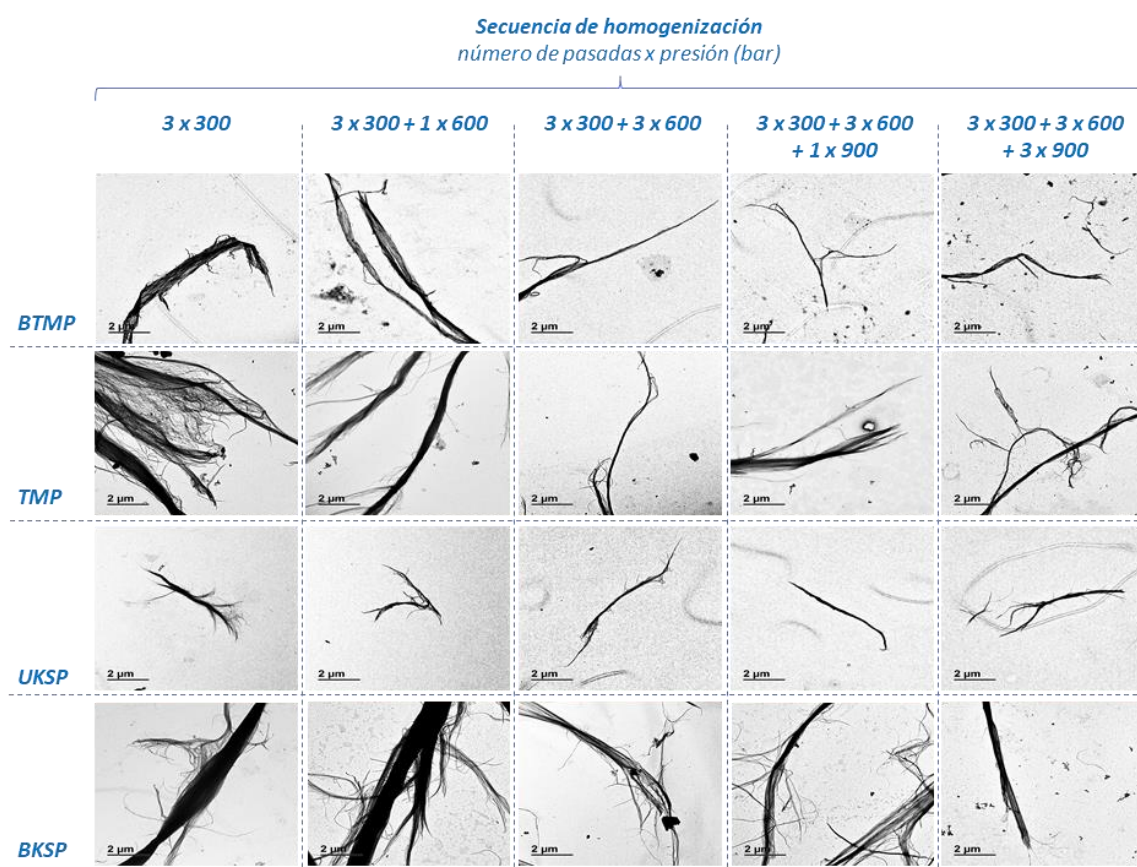 Secuencia de homogenización
número de pasadas x presión (bar)
3 x 300
3 x 300 + 1 x 600
3 x 300 + 3 x 600
3 x 300 + 3 x 600
+ 1 x 900
3 x 300 + 3 x 600
+ 3 x 900
BTMP
2 µm
2 µm
2 µm
2 µm
2 µm
TMP
2 µm
2 µm
2 µm
2 µm
2 µm
UKSP
2 µm
2 µm
2 µm
2 µm
2 µm
BKSP
2 µm
2 µm
2 µm
2 µm
2 µm